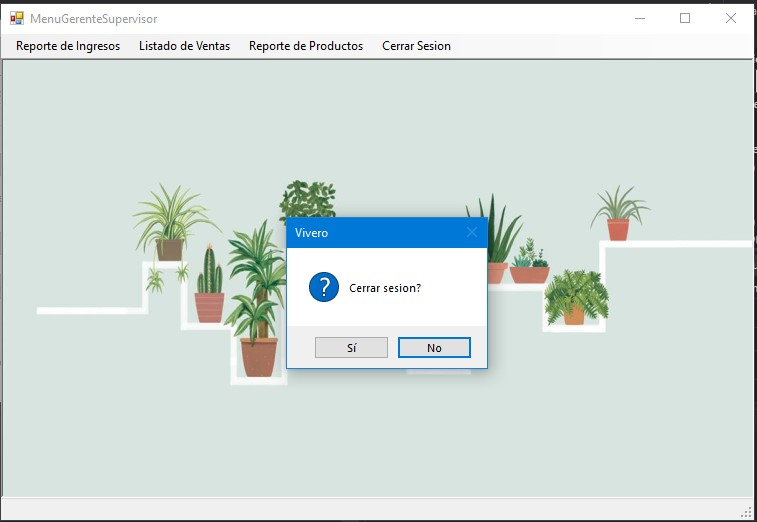 MenuGerenteSupervisor
Reporte de Ingresos Listado de Ventas Reporte de Productos Cerrar Sesion
Vivero
Cerrar sesion?
Sí No